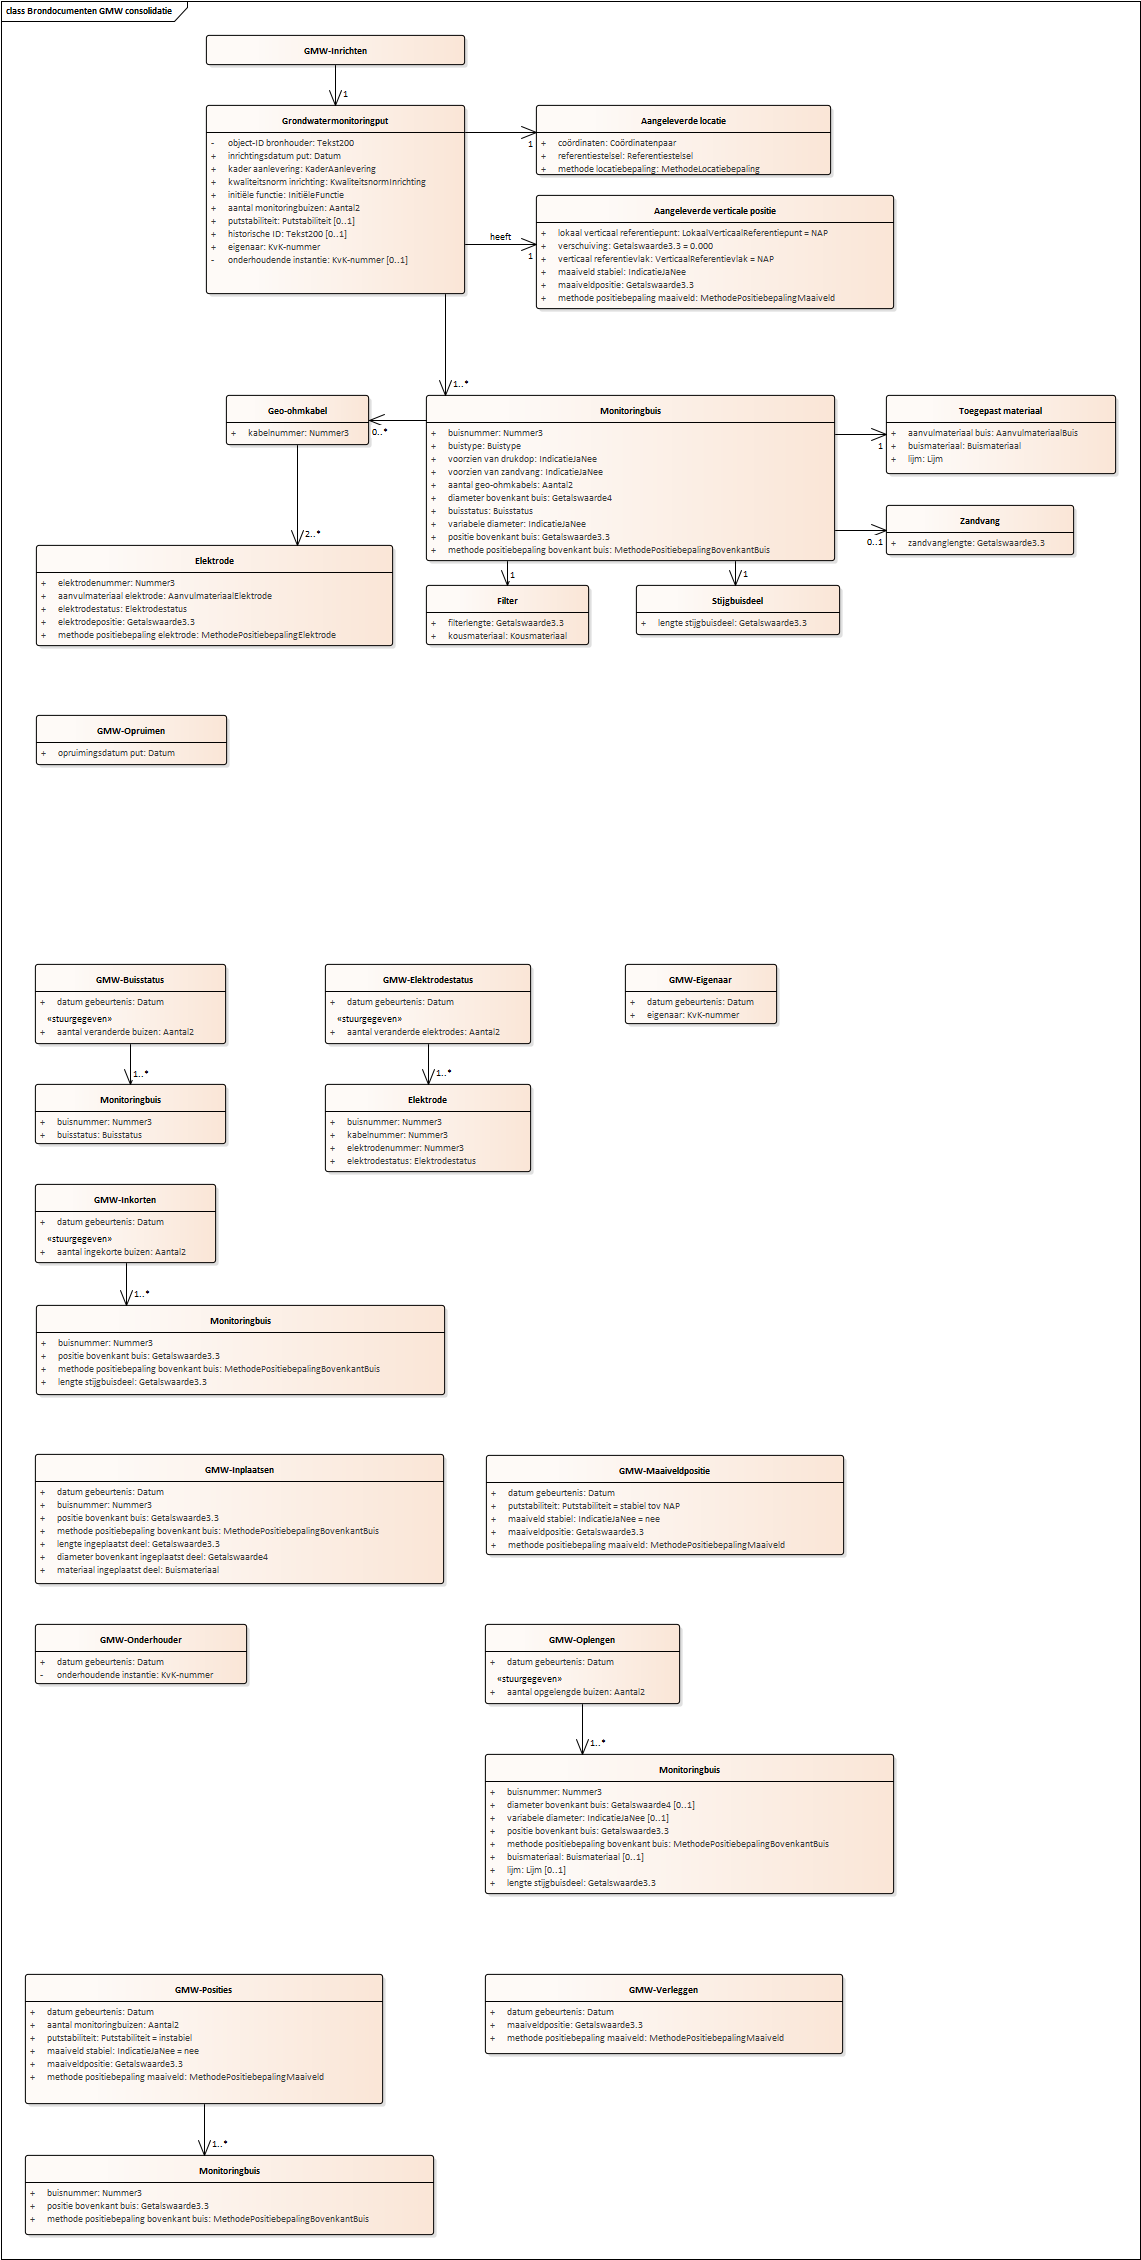 class Brondocumenten GMW consolidatie
GMW-Inrichten
1
Grondwatermonitoringput
- object-ID bronhouder: Tekst200
+ inrichtingsdatum put: Datum
+ kader aanlevering: KaderAanlevering
+ kwaliteitsnorm inrichting: KwaliteitsnormInrichting
+ initiële functie: InitiëleFunctie
+ aantal monitoringbuizen: Aantal2
+ putstabiliteit: Putstabiliteit [0..1]
+ historische ID: Tekst200 [0..1]
+ eigenaar: KvK-nummer
- onderhoudende instantie: KvK-nummer [0..1]
1
Aangeleverde locatie
+ coördinaten: Coördinatenpaar
+ referentiestelsel: Referentiestelsel
+ methode locatiebepaling: MethodeLocatiebepaling
heeft
1
Aangeleverde verticale positie
+ lokaal verticaal referentiepunt: LokaalVerticaalReferentiepunt = NAP
+ verschuiving: Getalswaarde3.3 = 0.000
+ verticaal referentievlak: VerticaalReferentievlak = NAP
+ maaiveld stabiel: IndicatieJaNee
+ maaiveldpositie: Getalswaarde3.3
+ methode positiebepaling maaiveld: MethodePositiebepalingMaaiveld
1..*
Geo-ohmkabel
+ kabelnummer: Nummer3
0..*
Monitoringbuis
+ buisnummer: Nummer3
+ buistype: Buistype
+ voorzien van drukdop: IndicatieJaNee
+ voorzien van zandvang: IndicatieJaNee
+ aantal geo-ohmkabels: Aantal2
+ diameter bovenkant buis: Getalswaarde4
+ buisstatus: Buisstatus
+ variabele diameter: IndicatieJaNee
+ positie bovenkant buis: Getalswaarde3.3
+ methode positiebepaling bovenkant buis: MethodePositiebepalingBovenkantBuis
1
Toegepast materiaal
+ aanvulmateriaal buis: AanvulmateriaalBuis
+ buismateriaal: Buismateriaal
+ lijm: Lijm
0..1
Zandvang
+ zandvanglengte: Getalswaarde3.3
2..*
Elektrode
+ elektrodenummer: Nummer3
+ aanvulmateriaal elektrode: AanvulmateriaalElektrode
+ elektrodestatus: Elektrodestatus
+ elektrodepositie: Getalswaarde3.3
+ methode positiebepaling elektrode: MethodePositiebepalingElektrode
1
Filter
+ filterlengte: Getalswaarde3.3
+ kousmateriaal: Kousmateriaal
1
Stijgbuisdeel
+ lengte stijgbuisdeel: Getalswaarde3.3
GMW-Opruimen
+ opruimingsdatum put: Datum
GMW-Buisstatus
+ datum gebeurtenis: Datum
«stuurgegeven»
+ aantal veranderde buizen: Aantal2
1..*
Monitoringbuis
+ buisnummer: Nummer3
+ buisstatus: Buisstatus
GMW-Elektrodestatus
+ datum gebeurtenis: Datum
«stuurgegeven»
+ aantal veranderde elektrodes: Aantal2
1..*
Elektrode
+ buisnummer: Nummer3
+ kabelnummer: Nummer3
+ elektrodenummer: Nummer3
+ elektrodestatus: Elektrodestatus
GMW-Eigenaar
+ datum gebeurtenis: Datum
+ eigenaar: KvK-nummer
GMW-Inkorten
+ datum gebeurtenis: Datum
«stuurgegeven»
+ aantal ingekorte buizen: Aantal2
1..*
Monitoringbuis
+ buisnummer: Nummer3
+ positie bovenkant buis: Getalswaarde3.3
+ methode positiebepaling bovenkant buis: MethodePositiebepalingBovenkantBuis
+ lengte stijgbuisdeel: Getalswaarde3.3
GMW-Inplaatsen
+ datum gebeurtenis: Datum
+ buisnummer: Nummer3
+ positie bovenkant buis: Getalswaarde3.3
+ methode positiebepaling bovenkant buis: MethodePositiebepalingBovenkantBuis
+ lengte ingeplaatst deel: Getalswaarde3.3
+ diameter bovenkant ingeplaatst deel: Getalswaarde4
+ materiaal ingeplaatst deel: Buismateriaal
GMW-Maaiveldpositie
+ datum gebeurtenis: Datum
+ putstabiliteit: Putstabiliteit = stabiel tov NAP
+ maaiveld stabiel: IndicatieJaNee = nee
+ maaiveldpositie: Getalswaarde3.3
+ methode positiebepaling maaiveld: MethodePositiebepalingMaaiveld
GMW-Onderhouder
+ datum gebeurtenis: Datum
- onderhoudende instantie: KvK-nummer
GMW-Oplengen
+ datum gebeurtenis: Datum
«stuurgegeven»
+ aantal opgelengde buizen: Aantal2
1..*
Monitoringbuis
+ buisnummer: Nummer3
+ diameter bovenkant buis: Getalswaarde4 [0..1]
+ variabele diameter: IndicatieJaNee [0..1]
+ positie bovenkant buis: Getalswaarde3.3
+ methode positiebepaling bovenkant buis: MethodePositiebepalingBovenkantBuis
+ buismateriaal: Buismateriaal [0..1]
+ lijm: Lijm [0..1]
+ lengte stijgbuisdeel: Getalswaarde3.3
GMW-Posities
+ datum gebeurtenis: Datum
+ aantal monitoringbuizen: Aantal2
+ putstabiliteit: Putstabiliteit = instabiel
+ maaiveld stabiel: IndicatieJaNee = nee
+ maaiveldpositie: Getalswaarde3.3
+ methode positiebepaling maaiveld: MethodePositiebepalingMaaiveld
GMW-Verleggen
+ datum gebeurtenis: Datum
+ maaiveldpositie: Getalswaarde3.3
+ methode positiebepaling maaiveld: MethodePositiebepalingMaaiveld
1..*
Monitoringbuis
+ buisnummer: Nummer3
+ positie bovenkant buis: Getalswaarde3.3
+ methode positiebepaling bovenkant buis: MethodePositiebepalingBovenkantBuis